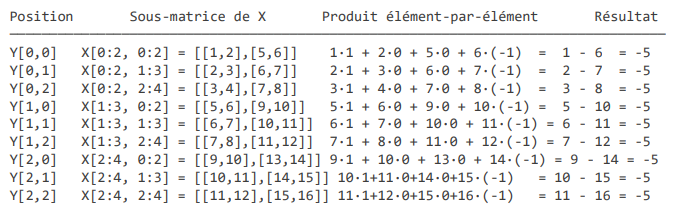 Position Sous-matrice de X Produit élément-par-élément Résultat
Y[0,0] X[0:2, 0:2] = [[1,2],[5,6]] 1·1 + 2·0 + 5·0 + 6·(-1) = 1 - 6 = -5
Y[0,1] X[0:2, 1:3] = [[2,3],[6,7]] 2·1 + 3·0 + 6·0 + 7·(-1) = 2 - 7 = -5
Y[0,2] X[0:2, 2:4] = [[3,4],[7,8]] 3·1 + 4·0 + 7·0 + 8·(-1) = 3 - 8 = -5
Y[1,0] X[1:3, 0:2] = [[5,6],[9,10]] 5·1 + 6·0 + 9·0 + 10·(-1) = 5 - 10 = -5
Y[1,1] X[1:3, 1:3] = [[6,7],[10,11]] 6·1 + 7·0 + 10·0 + 11·(-1) = 6 - 11 = -5
Y[1,2] X[1:3, 2:4] = [[7,8],[11,12]] 7·1 + 8·0 + 11·0 + 12·(-1) = 7 - 12 = -5
Y[2,0] X[2:4, 0:2] = [[9,10],[13,14]] 9·1 + 10·0 + 13·0 + 14·(-1) = 9 - 14 = -5
Y[2,1] X[2:4, 1:3] = [[10,11],[14,15]] 10·1+11·0+14·0+15·(-1) = 10 - 15 = -5
Y[2,2] X[2:4, 2:4] = [[11,12],[15,16]] 11·1+12·0+15·0+16·(-1) = 11 - 16 = -5